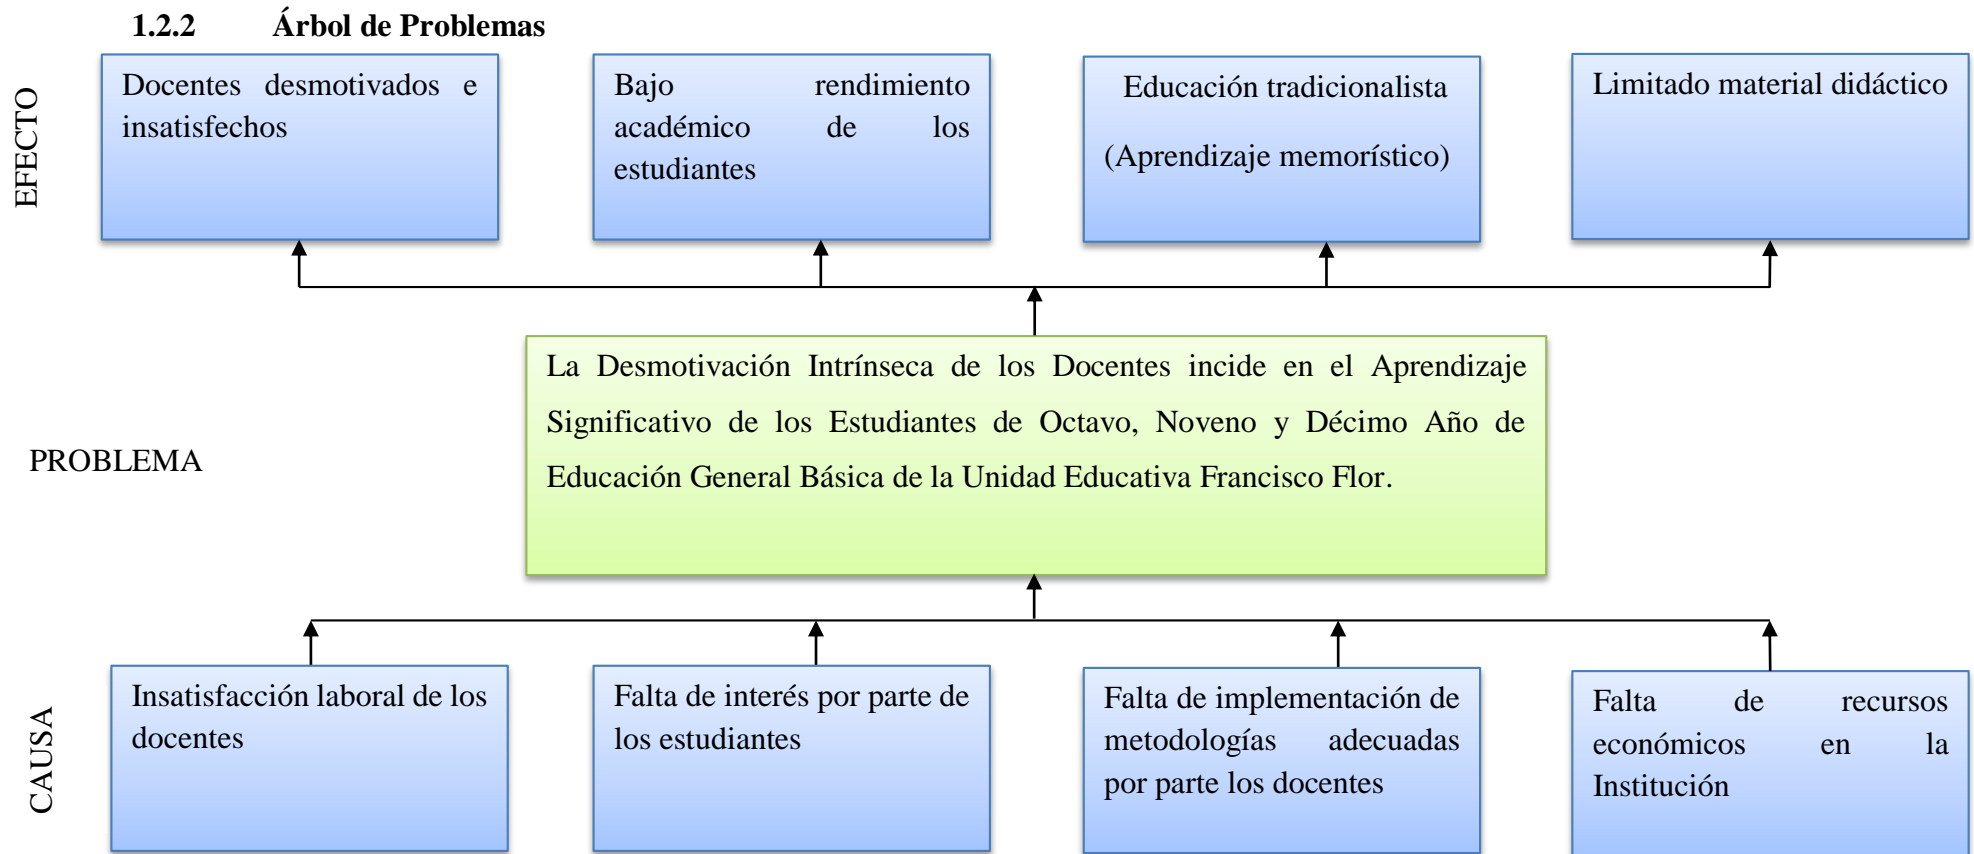 1.2.2 Árbol de Problemas
EFECTO
Docentes desmotivados e
insatisfechos
Bajo rendimiento
académico de los
estudiantes
Educación tradicionalista
(Aprendizaje memorístico)
Limitado material didáctico
PROBLEMA
La Desmotivación Intrínseca de los Docentes incide en el Aprendizaje
Significativo de los Estudiantes de Octavo, Noveno y Décimo Año de
Educación General Básica de la Unidad Educativa Francisco Flor.
CAUSA
Insatisfacción laboral de los
docentes
Falta de interés por parte de
los estudiantes
Falta de implementación de
metodologías adecuadas
por parte los docentes
Falta de recursos
económicos en la
Institución